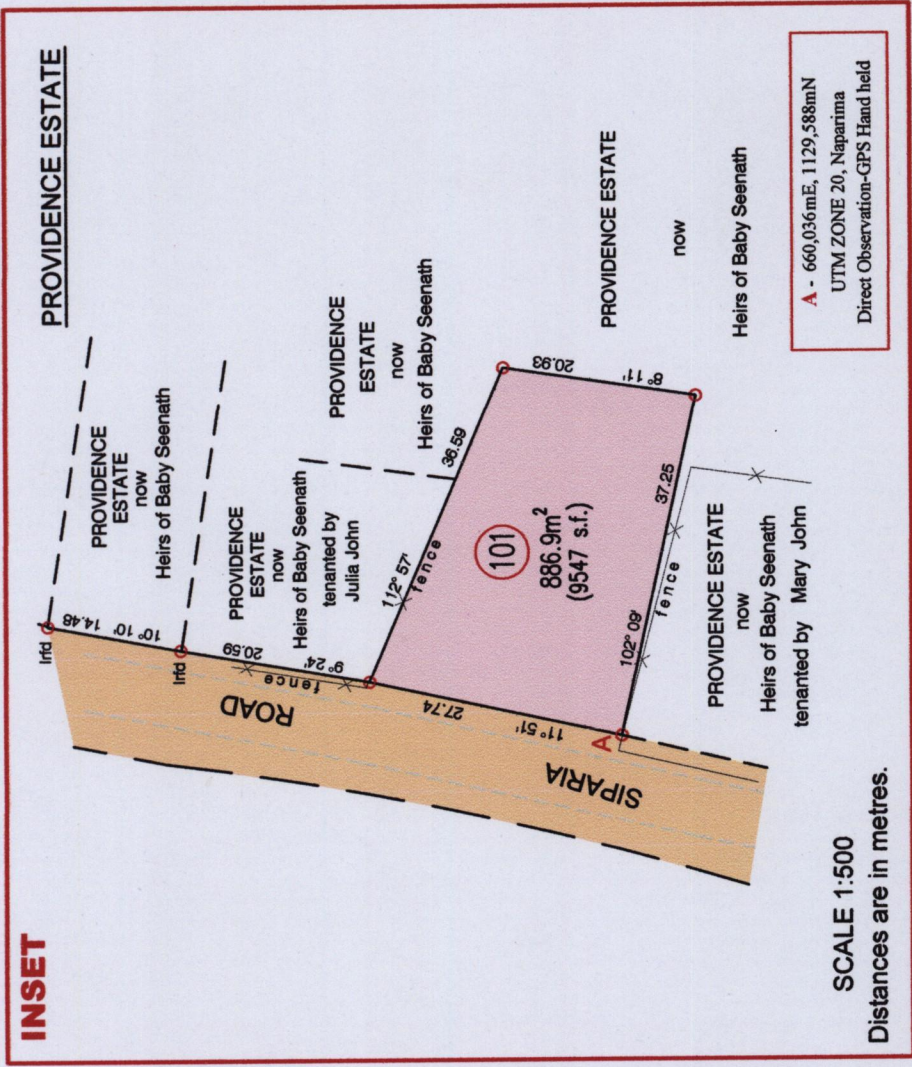 INSET
PROVIDENCE ESTATE
Irfd
14.48
10° 10'
PROVIDENCE
ESTATE
now
Heirs of Baby Seenath
Irfd
20.59
9° 24'
fence
PROVIDENCE
ESTATE
now
Heirs of Baby Seenath
tenanted by
Julia John
PROVIDENCE
ESTATE
now
Heirs of Baby Seenath
ROAD
SIPARIA
112° 57'
36.59
fence
27.74
11° 51'
A
101
886.9m²
(9547 s.f.)
20.93
8° 11'
102° 09'
37.25
fence
PROVIDENCE ESTATE
now
Heirs of Baby Seenath
PROVIDENCE ESTATE
now
Heirs of Baby Seenath
tenanted by Mary John
A - 660,036mE, 1129,588mN
UTM ZONE 20, Naparima
Direct Observation-GPS Hand held
SCALE 1:500
Distances are in metres.